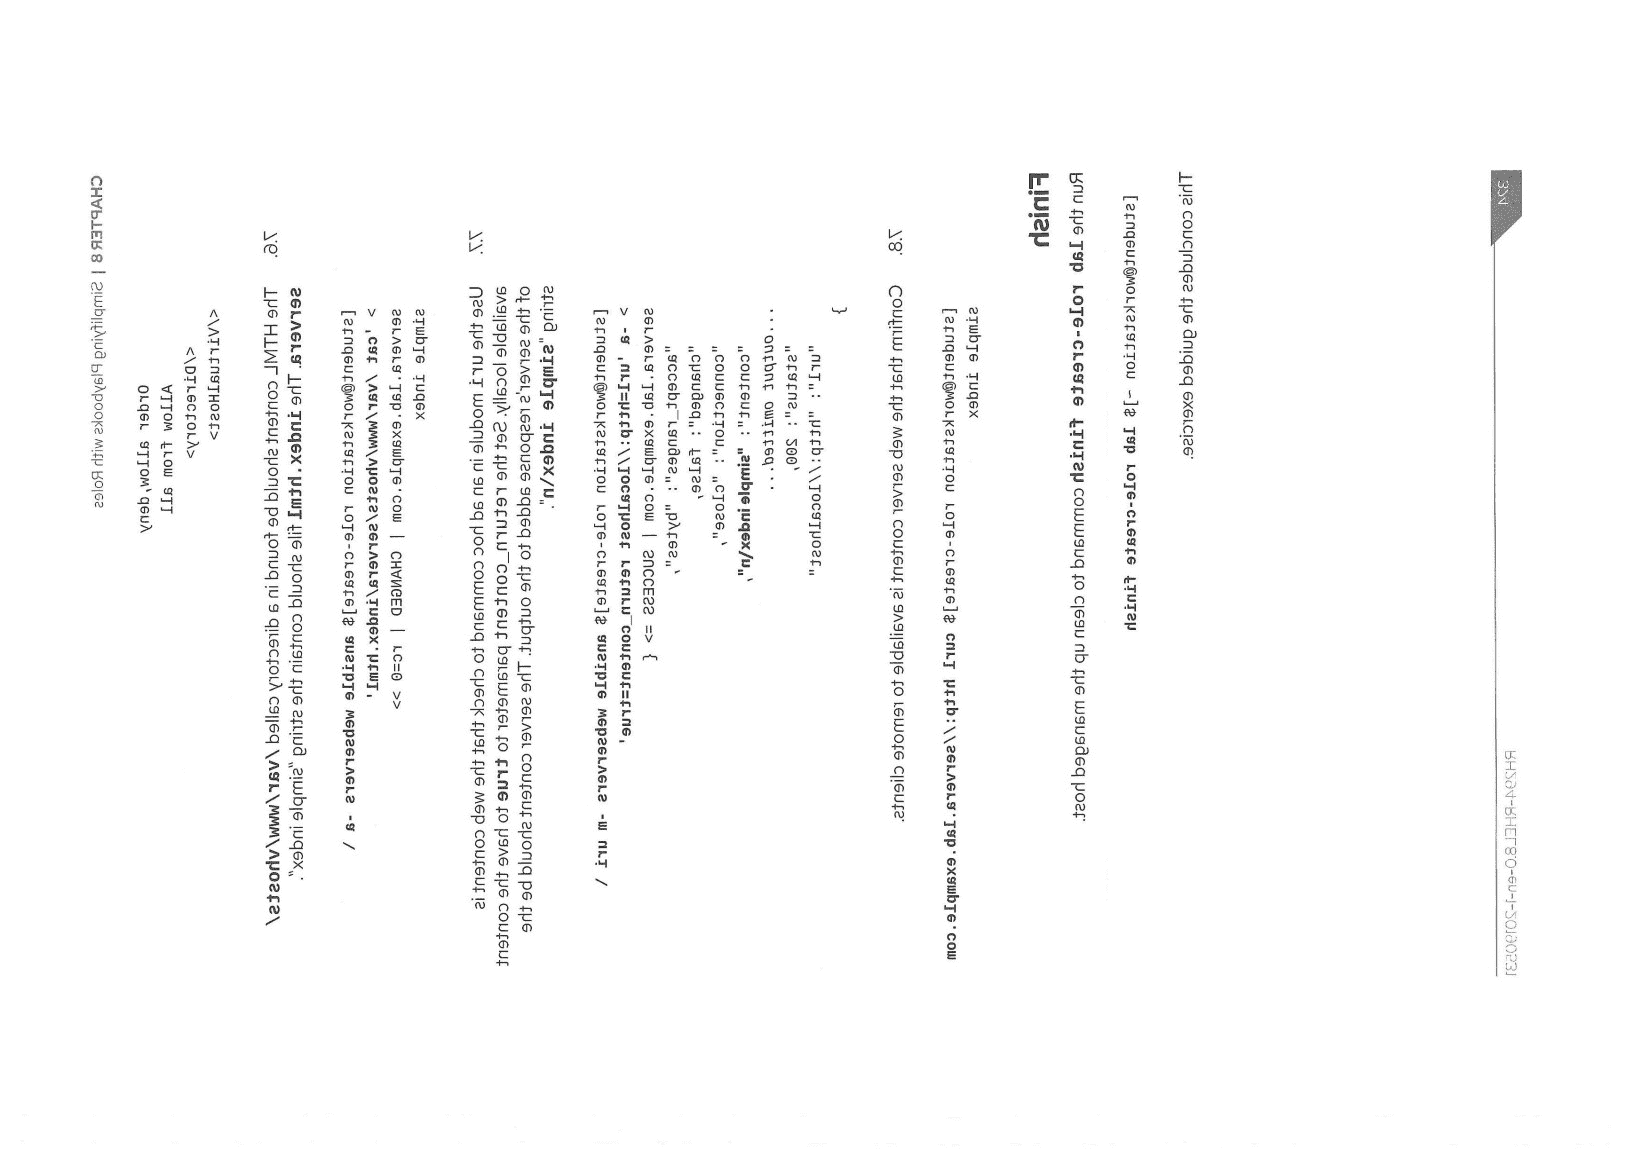 CHAPTER 8 | Simplifying Playbooks with Roles
Order allow,deny
Allow from all
</Directory>
</VirtualHost>
7.6. The HTML content should be found in a directory called /var/www/vhosts/
servera. The index.html file should contain the string "simple index".
[student@workstation role-create]$ ansible webservers -a \
> 'cat /var/www/vhosts/servera/index.html'
servera.lab.example.com | CHANGED | rc=0 >>
simple index
7.7. Use the uri module in an ad hoc command to check that the web content is
available locally. Set the return_content parameter to true to have the content
of the server's response added to the output. The server content should be the
string "simple index\n".
[student@workstation role-create]$ ansible webservers -m uri \
> -a 'url=http://localhost return_content=true'
servera.lab.example.com | SUCCESS => {
"accept_ranges": "bytes",
"changed": false,
"connection": "close",
"content": "simple index\n",
...output omitted...
"status": 200,
"url": "http://localhost"
}
7.8. Confirm that the web server content is available to remote clients.
[student@workstation role-create]$ curl http://servera.lab.example.com
simple index
Finish
Run the lab role-create finish command to clean up the managed host.
[student@workstation ~]$ lab role-create finish
This concludes the guided exercise.
324
RH294-RHEL8.0-en-1-20190531